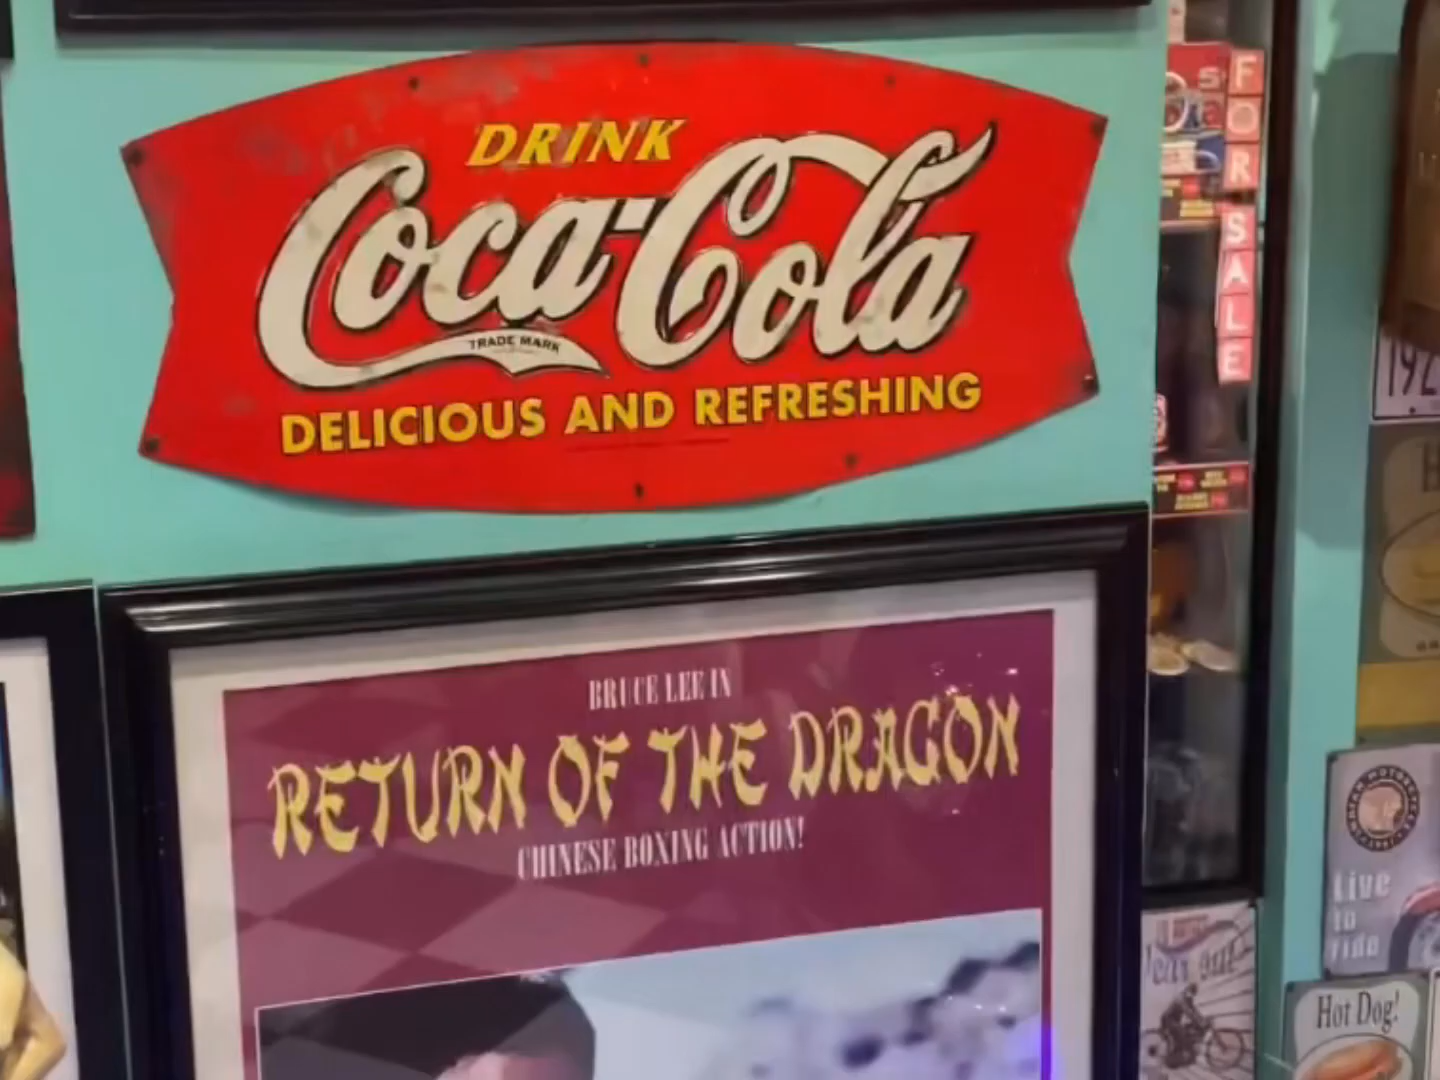 DRINK
Coca-Cola
TRADE MARK
DELICIOUS AND REFRESHING
BRUCE LEE IN
RETURN OF THE DRAGON
CHINESE BOXING ACTION!
FOR
SALE
192
Live
to
ride
Hot Dog!